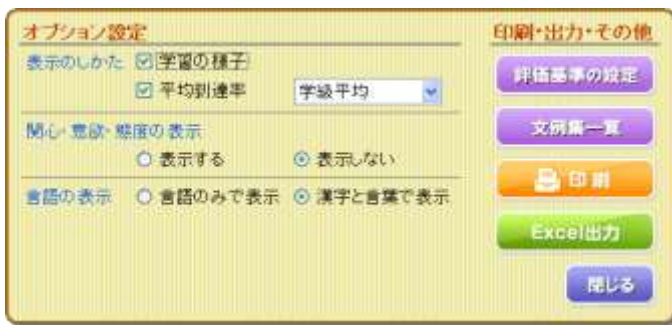 オプション設定
表示のしかた 学習の様子
平均到達率 学級平均
関心・意欲・態度の表示
表示する 表示しない
言語の表示 言語のみで表示 漢字と言葉で表示
印刷・出力・その他
評価基準の設定
文例集一覧
印刷
Excel出力
閉じる